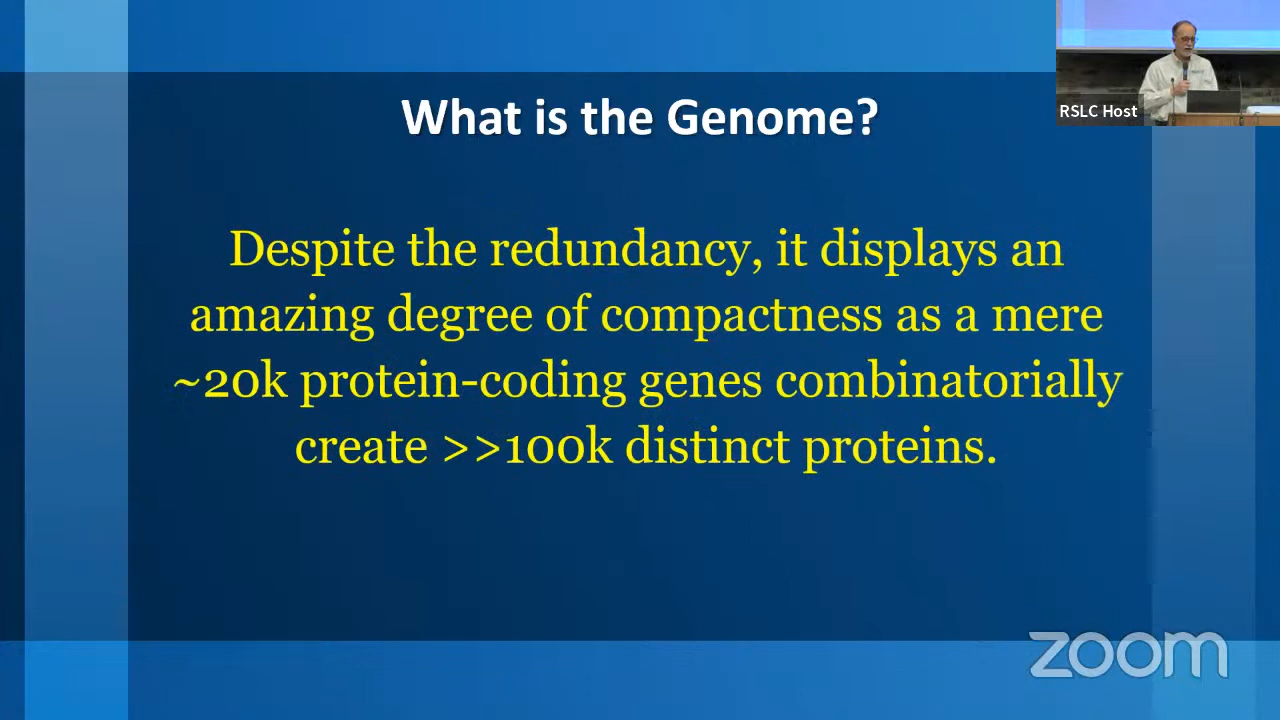 What is the Genome?
RSLC Host
Despite the redundancy, it displays an
amazing degree of compactness as a mere
~20k protein-coding genes combinatorially
create >>100k distinct proteins.
zoom